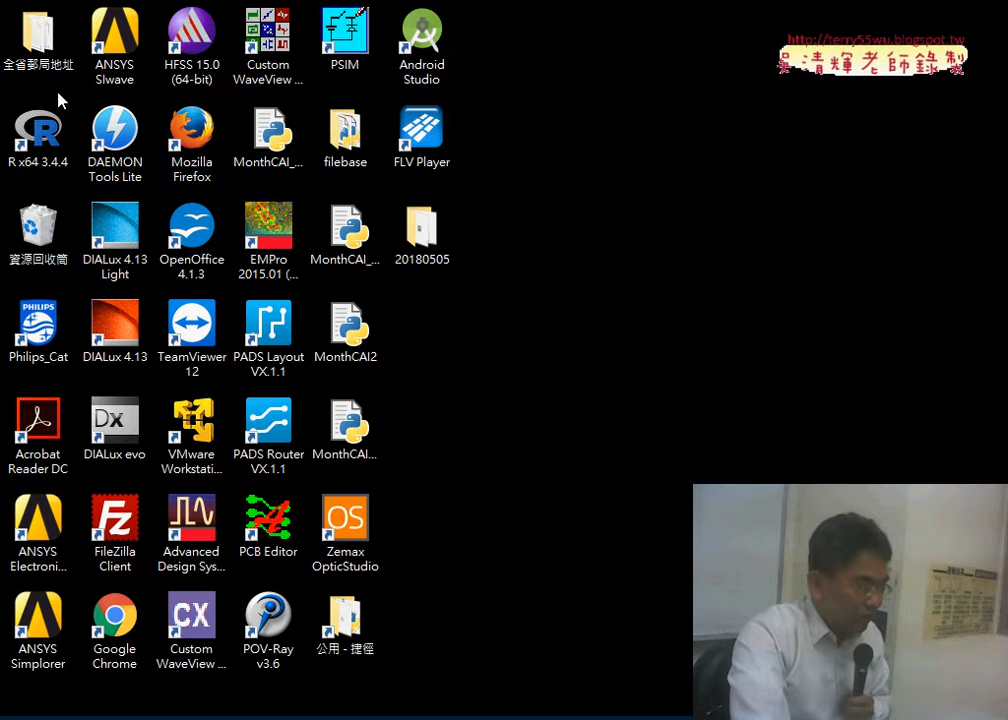 http://terry55wu.blogspot.tw
吳清輝老師錄製
全省郵局地址
ANSYS
SIwave
HFSS 15.0
(64-bit)
Custom
WaveView ...
PSIM
Android
Studio
R x64 3.4.4
DAEMON
Tools Lite
Mozilla
Firefox
MonthCAI_...
filebase
FLV Player
資源回收筒
DIALux 4.13
Light
OpenOffice
4.1.3
EMPro
2015.01 (...
MonthCAI_...
20180505
PHILIPS
Philips_Cat
DIALux 4.13
TeamViewer
12
PADS Layout
VX.1.1
MonthCAI2
Dx
Acrobat
Reader DC
DIALux evo
VMware
Workstati...
PADS Router
VX.1.1
MonthCAI...
Fz
OS
ANSYS
Electroni...
FileZilla
Client
Advanced
Design Sys...
PCB Editor
Zemax
OpticStudio
CX
ANSYS
Simplorer
Google
Chrome
Custom
WaveView ...
POV-Ray
v3.6
公用 - 捷徑